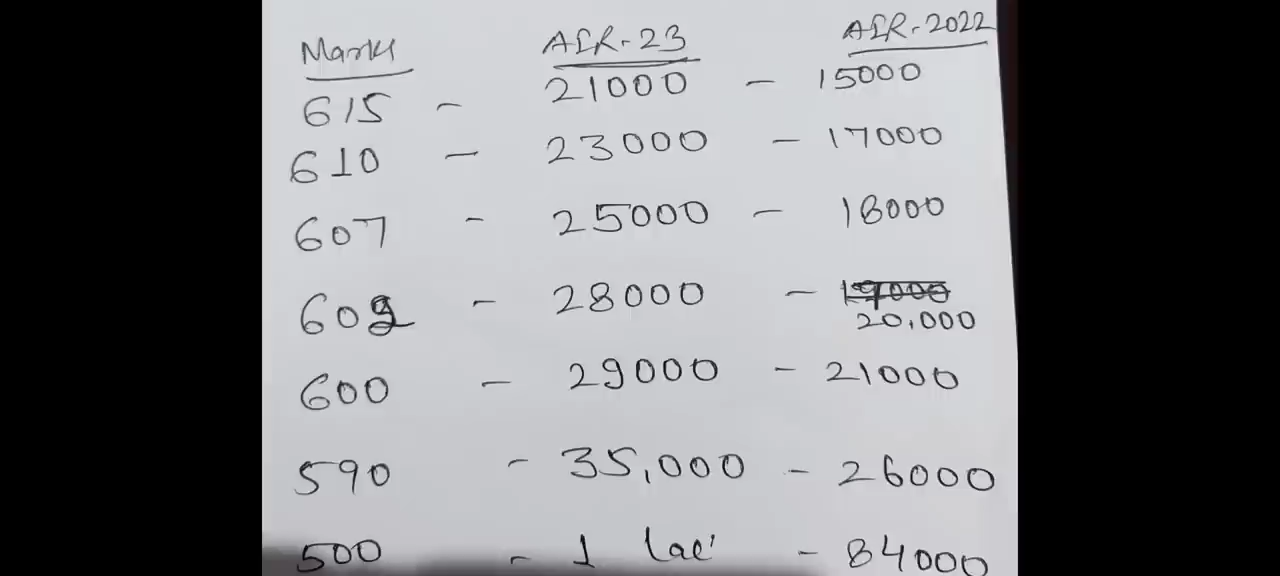 Marks AIR-23 AIR-2022
615 - 21000 - 15000
610 - 23000 - 17000
607 - 25000 - 18000
602 - 28000 - 19000
20,000
600 - 29000 - 21000
590 - 35,000 - 26000
500 - 1 lac - 84000